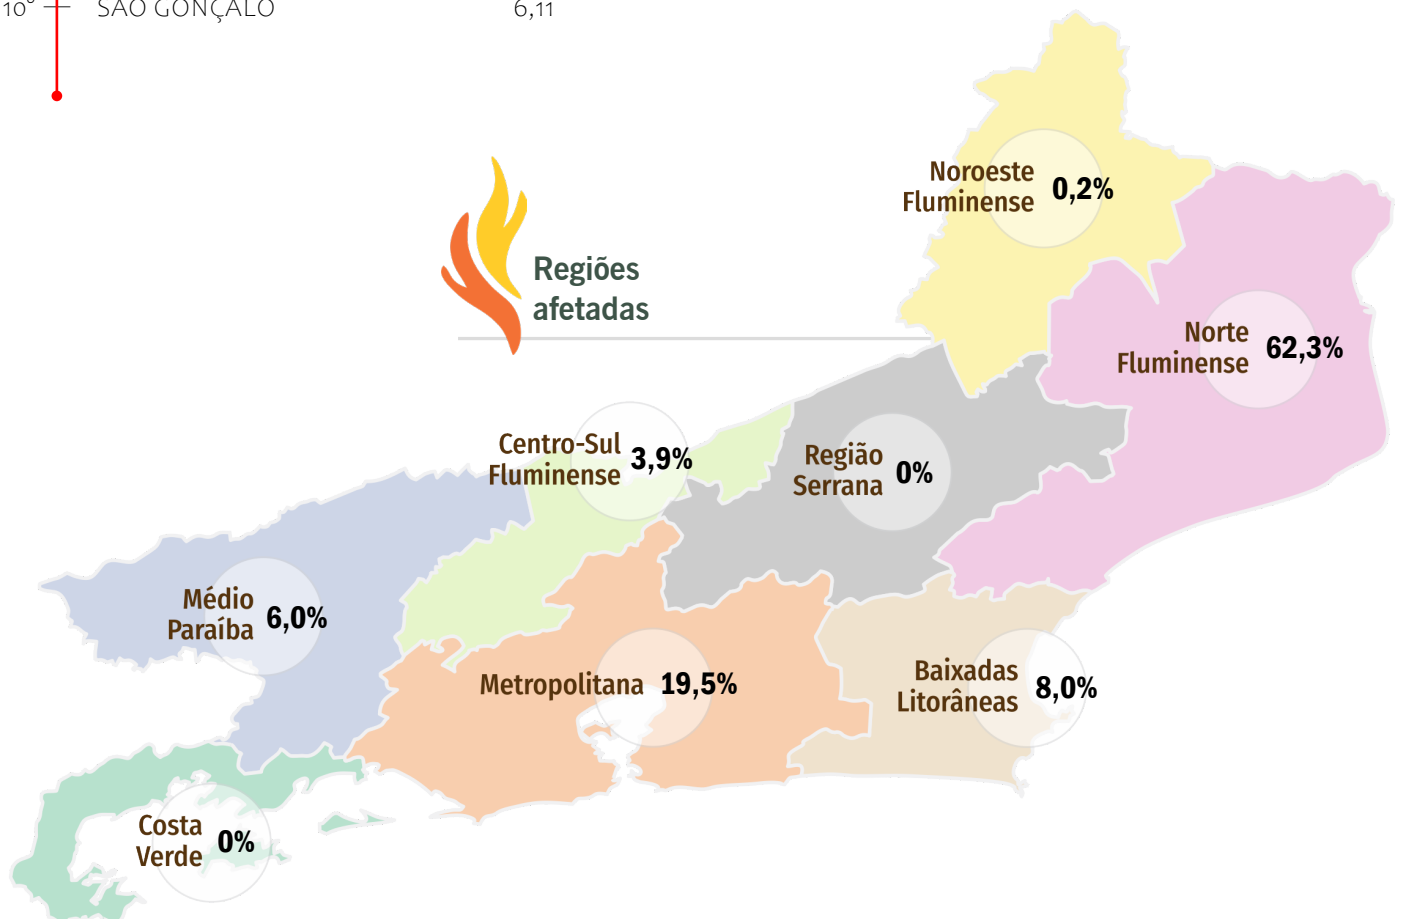 10º SÃO GONÇALO 6,11
Regiões
afetadas
Noroeste
Fluminense 0,2%
Norte
Fluminense 62,3%
Centro-Sul
Fluminense 3,9%
Região
Serrana 0%
Médio
Paraíba 6,0%
Metropolitana 19,5%
Baixadas
Litorâneas 8,0%
Costa
Verde 0%